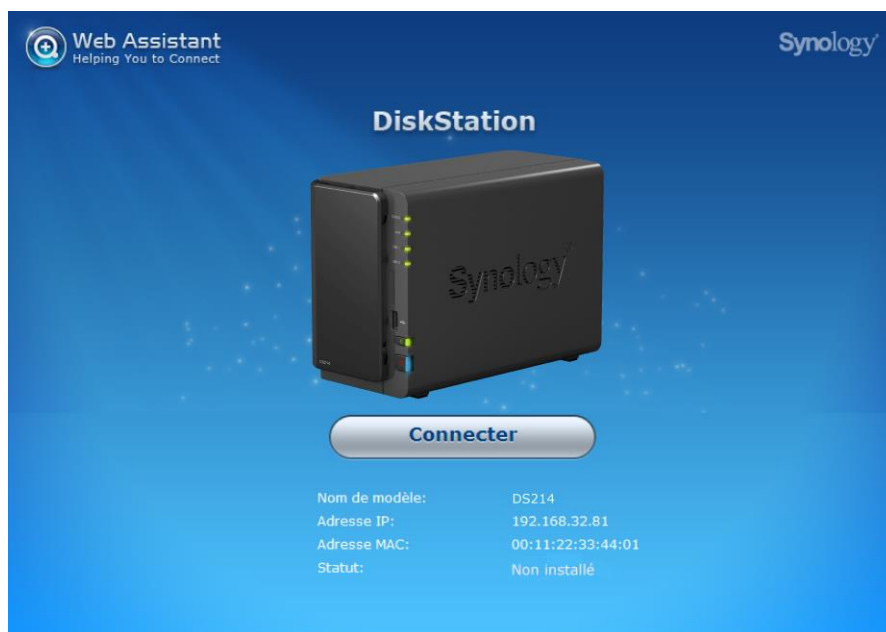 Web Assistant
Helping You to Connect
Synology
DiskStation
Synology
Connecter
Nom de modèle: DS214
Adresse IP: 192.168.32.81
Adresse MAC: 00:11:22:33:44:01
Statut: Non installé